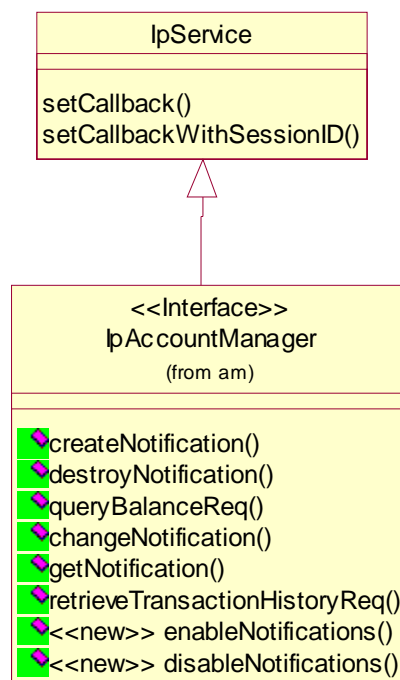 IpService
setCallback()
setCallbackWithSessionID()
<<Interface>>
IpAccountManager
(from am)
createNotification()
destroyNotification()
queryBalanceReq()
changeNotification()
getNotification()
retrieveTransactionHistoryReq()
<<new>> enableNotifications()
<<new>> disableNotifications()